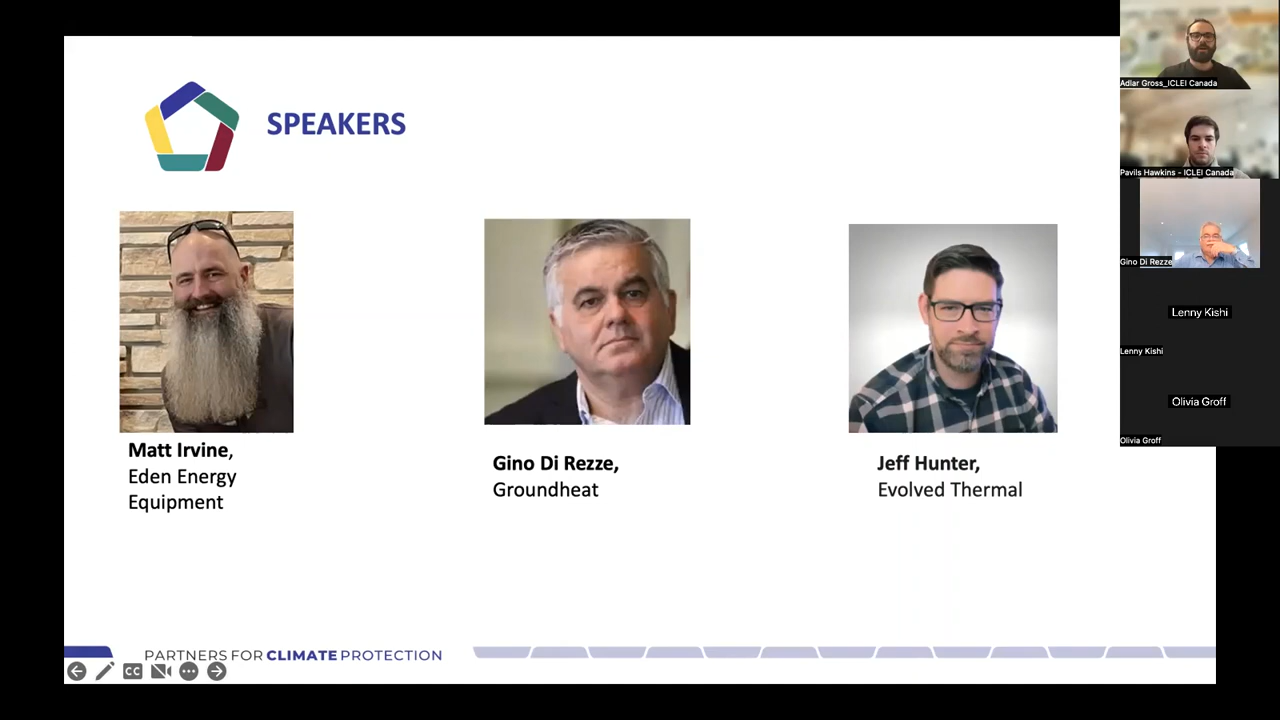 SPEAKERS
Matt Irvine,
Eden Energy
Equipment
Gino Di Rezze,
Groundheat
Jeff Hunter,
Evolved Thermal
PARTNERS FOR CLIMATE PROTECTION
CC
Adlar Gross_ICLEI Canada
Pavils Hawkins - ICLEI Canada
Gino Di Rezze
Lenny Kishi
Lenny Kishi
Olivia Groff
Olivia Groff